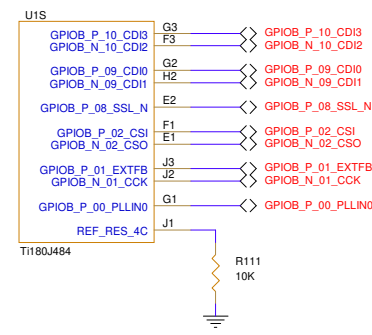 U1S
GPIOB_P_10_CDI3 G3 GPIOB_P_10_CDI3
GPIOB_N_10_CDI2 F3 GPIOB_N_10_CDI2
GPIOB_P_09_CDI0 G2 GPIOB_P_09_CDI0
GPIOB_N_09_CDI1 H2 GPIOB_N_09_CDI1
GPIOB_P_08_SSL_N E2 GPIOB_P_08_SSL_N
GPIOB_P_02_CSI F1 GPIOB_P_02_CSI
GPIOB_N_02_CSO E1 GPIOB_N_02_CSO
GPIOB_P_01_EXTFB J3 GPIOB_P_01_EXTFB
GPIOB_N_01_CCK J2 GPIOB_N_01_CCK
GPIOB_P_00_PLLIN0 G1 GPIOB_P_00_PLLIN0
REF_RES_4C J1
Ti180J484
R111
10K